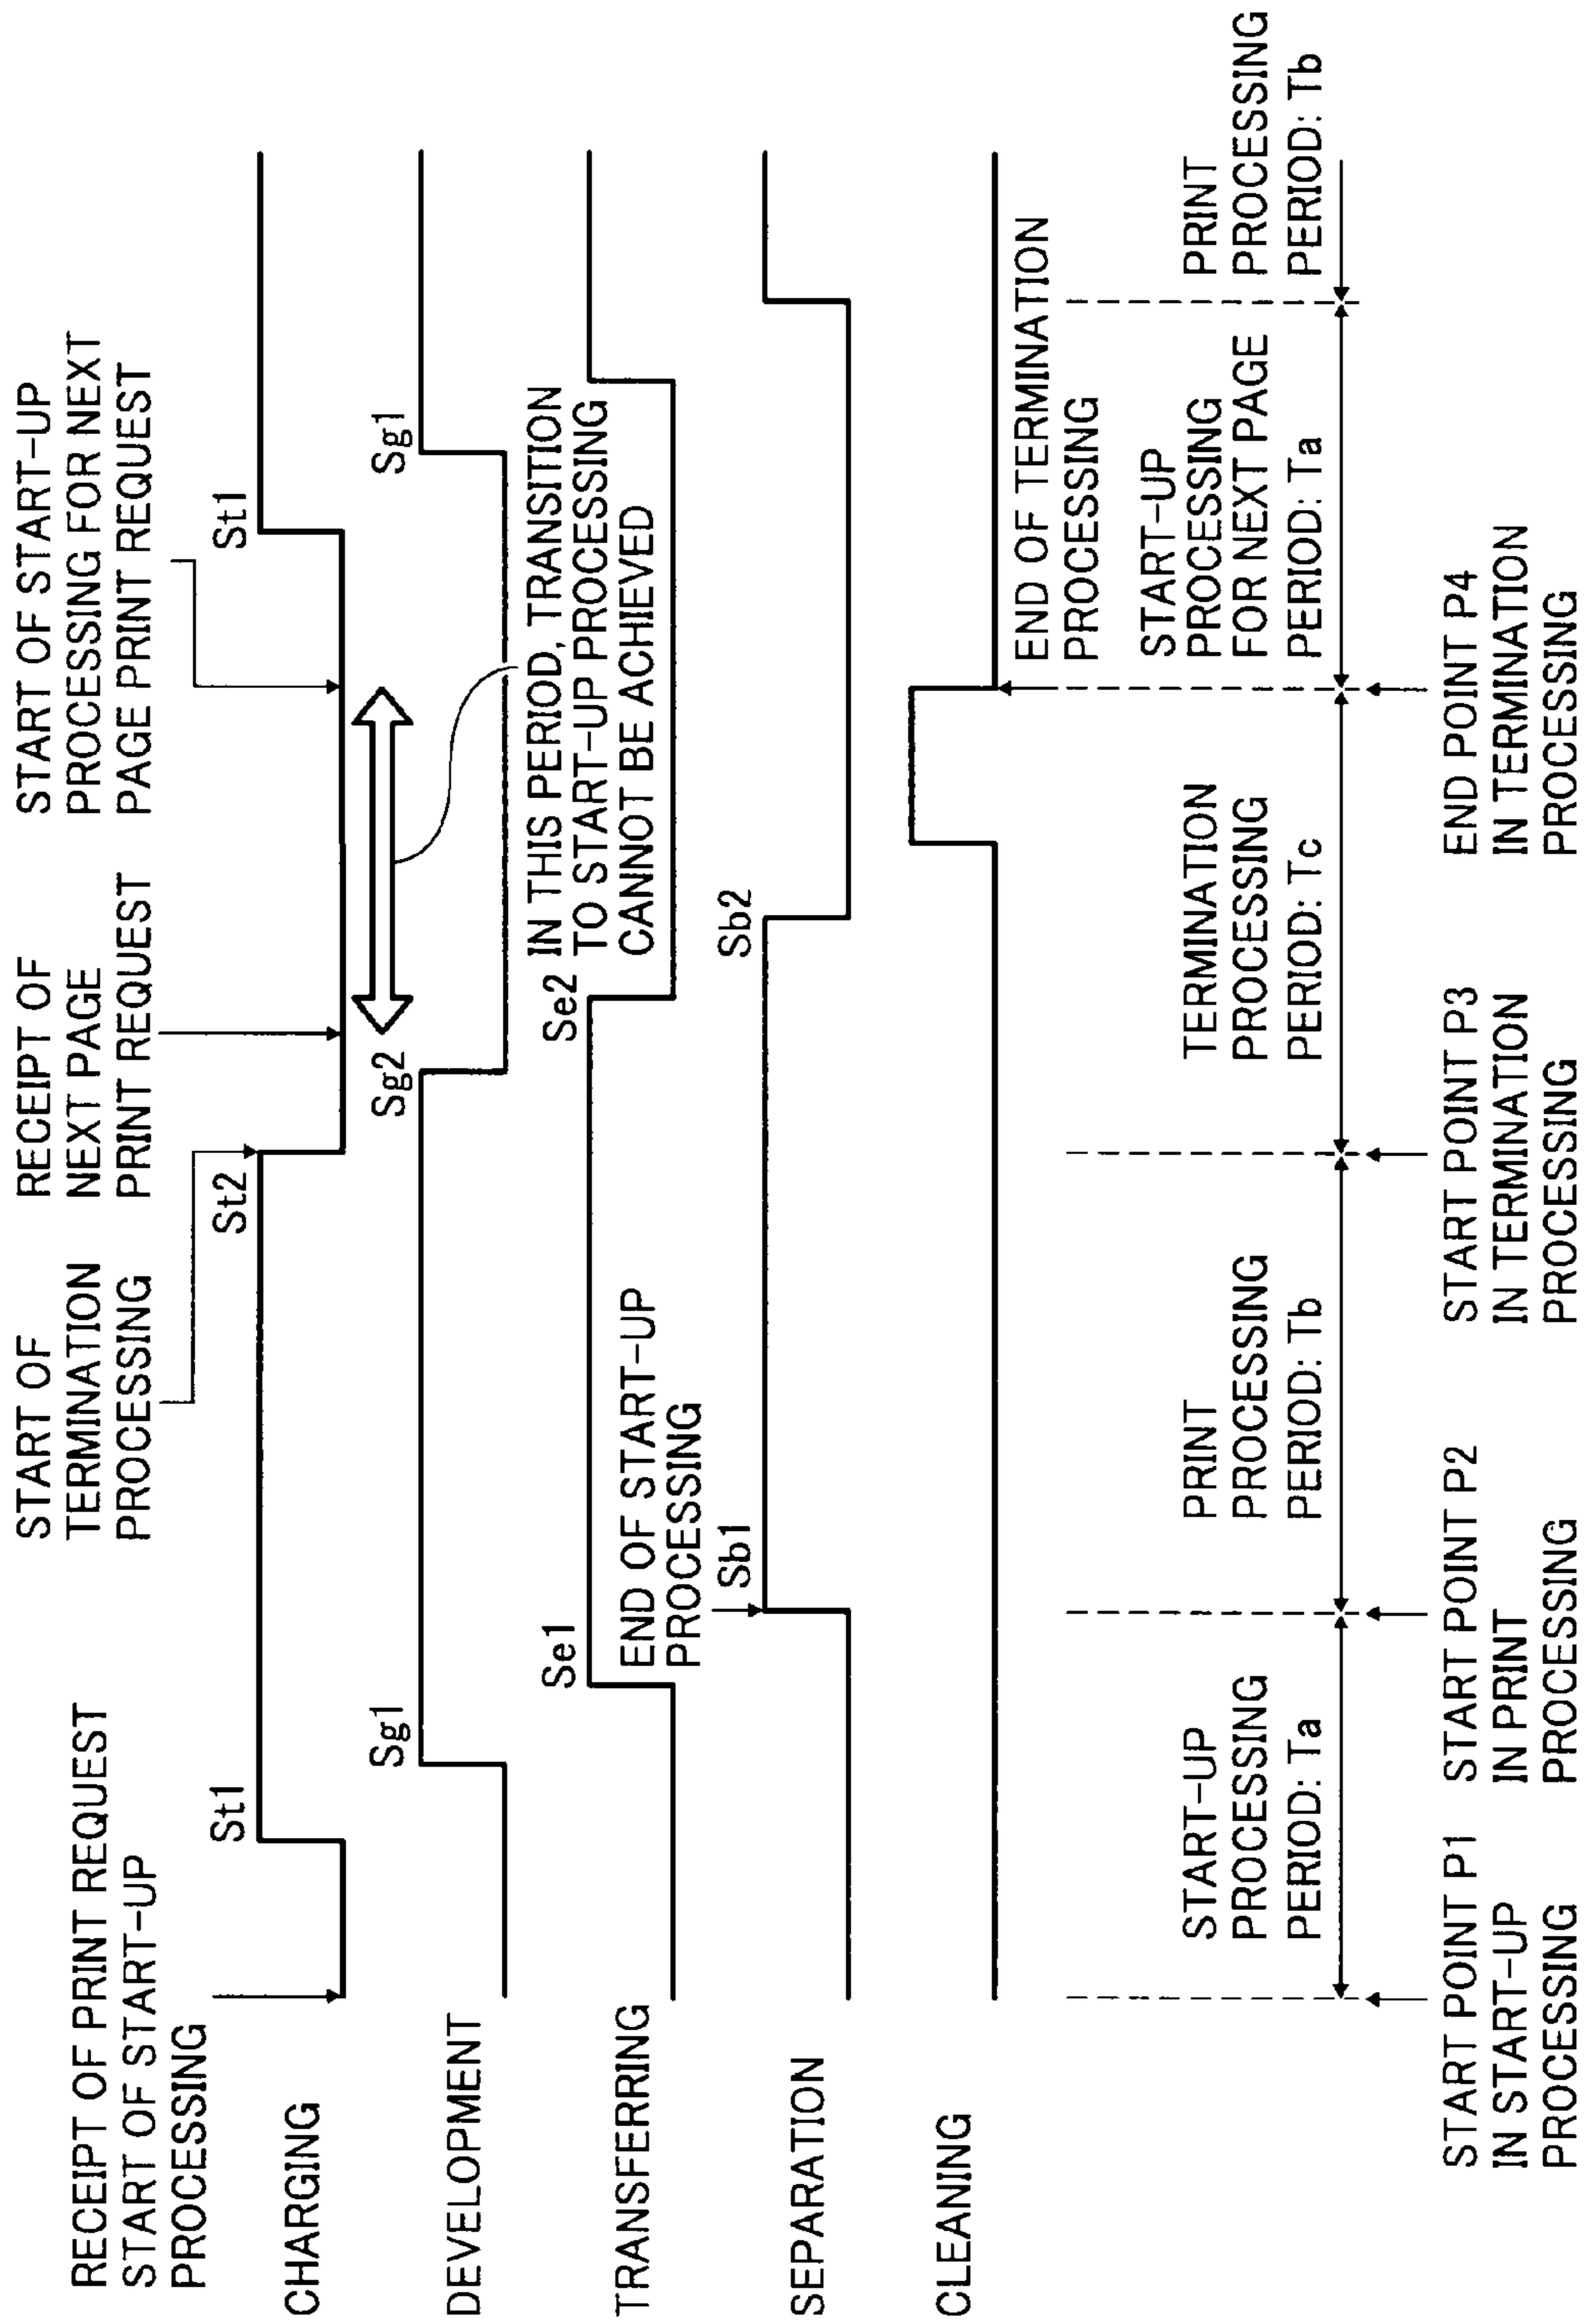 RECEIPT OF PRINT REQUEST
START OF START-UP
PROCESSING
START OF
TERMINATION
PROCESSING
RECEIPT OF
NEXT PAGE
PRINT REQUEST
START OF START-UP
PROCESSING FOR NEXT
PAGE PRINT REQUEST
CHARGING
St1
St2
St1
DEVELOPMENT
Sg1
Sg2
Sg1
IN THIS PERIOD, TRANSITION
TO START-UP PROCESSING
CANNOT BE ACHIEVED
TRANSFERRING
Se1
Se2
END OF START-UP
PROCESSING
SEPARATION
Sb1
Sb2
CLEANING
END OF TERMINATION
PROCESSING
START-UP
PROCESSING
PERIOD: Ta
PRINT
PROCESSING
PERIOD: Tb
TERMINATION
PROCESSING
PERIOD: Tc
START-UP
PROCESSING
FOR NEXT PAGE
PERIOD: Ta
PRINT
PROCESSING
PERIOD: Tb
START POINT P1
IN START-UP
PROCESSING
START POINT P2
IN PRINT
PROCESSING
START POINT P3
IN TERMINATION
PROCESSING
END POINT P4
IN TERMINATION
PROCESSING